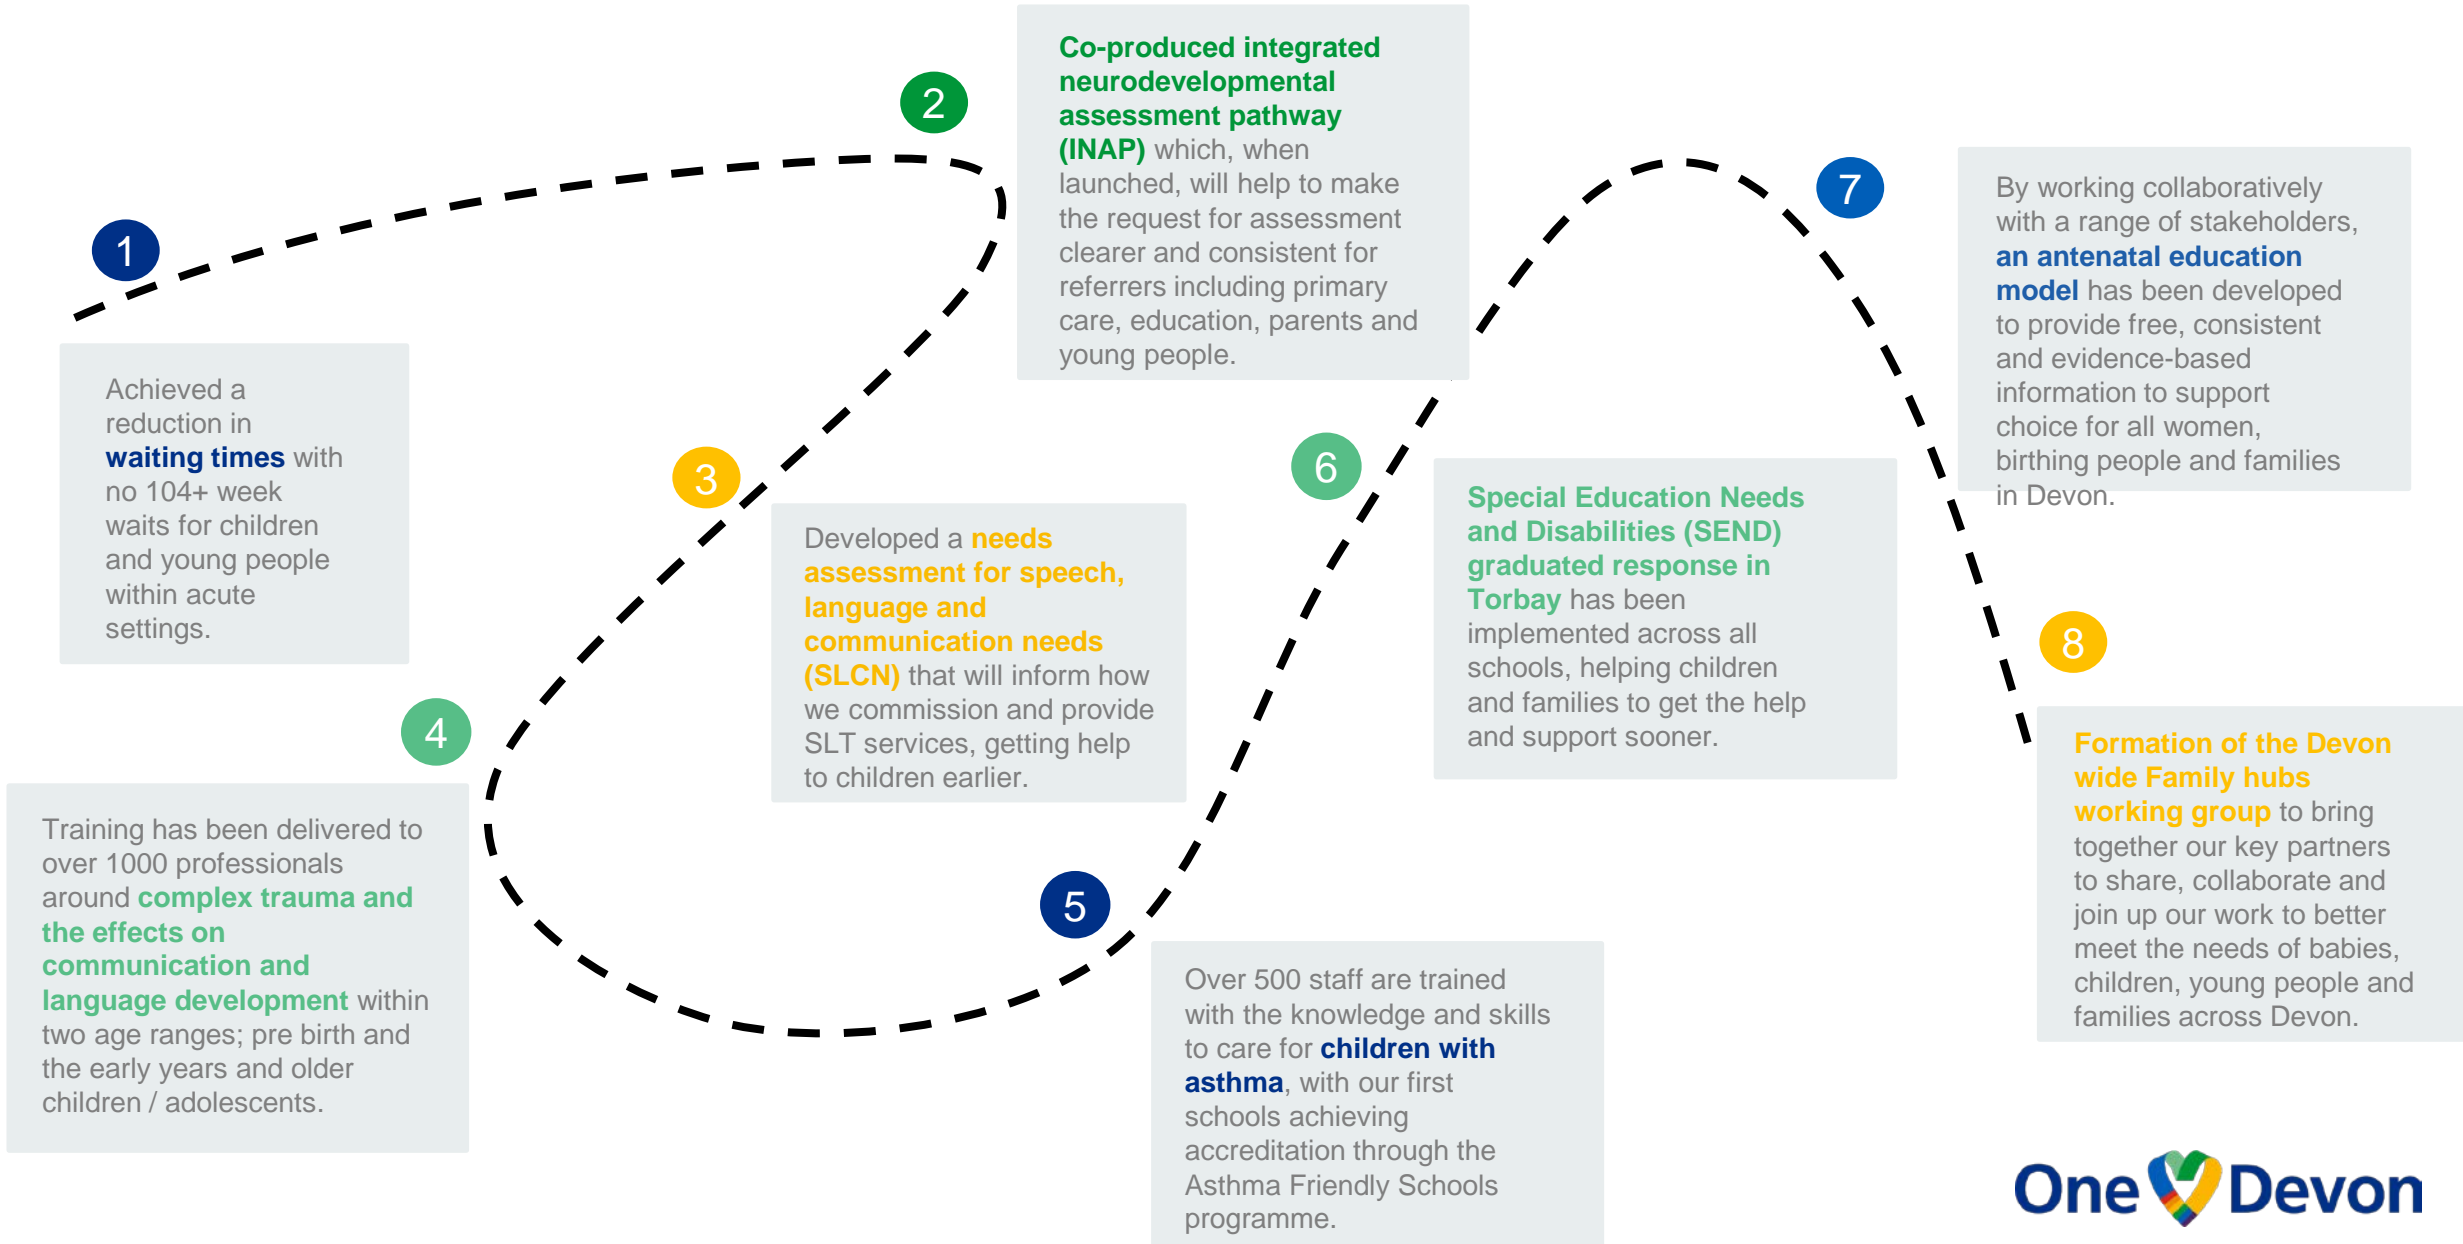 1
Achieved a
reduction in
waiting times with
no 104+ week
waits for children
and young people
within acute
settings.
2
Co-produced integrated
neurodevelopmental
assessment pathway
(INAP) which, when
launched, will help to make
the request for assessment
clearer and consistent for
referrers including primary
care, education, parents and
young people.
3
Developed a needs
assessment for speech,
language and
communication needs
(SLCN) that will inform how
we commission and provide
SLT services, getting help
to children earlier.
4
Training has been delivered to
over 1000 professionals
around complex trauma and
the effects on
communication and
language development within
two age ranges; pre birth and
the early years and older
children / adolescents.
5
Over 500 staff are trained
with the knowledge and skills
to care for children with
asthma, with our first
schools achieving
accreditation through the
Asthma Friendly Schools
programme.
6
Special Education Needs
and Disabilities (SEND)
graduated response in
Torbay has been
implemented across all
schools, helping children
and families to get the help
and support sooner.
7
By working collaboratively
with a range of stakeholders,
an antenatal education
model has been developed
to provide free, consistent
and evidence-based
information to support
choice for all women,
birthing people and families
in Devon.
8
Formation of the Devon
wide Family hubs
working group to bring
together our key partners
to share, collaborate and
join up our work to better
meet the needs of babies,
children, young people and
families across Devon.
One Devon